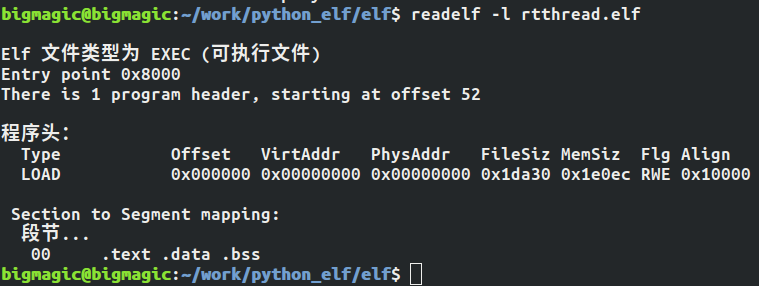 bigmagic@bigmagic:~/work/python_elf/elf$ readelf -l rtthread.elf
Elf 文件类型为 EXEC (可执行文件)
Entry point 0x8000
There is 1 program header, starting at offset 52
程序头：
  Type           Offset   VirtAddr   PhysAddr   FileSiz MemSiz  Flg Align
  LOAD           0x000000 0x00000000 0x00000000 0x1da30 0x1e0ec RWE 0x10000
 Section to Segment mapping:
  段节...
   00     .text .data .bss
bigmagic@bigmagic:~/work/python_elf/elf$